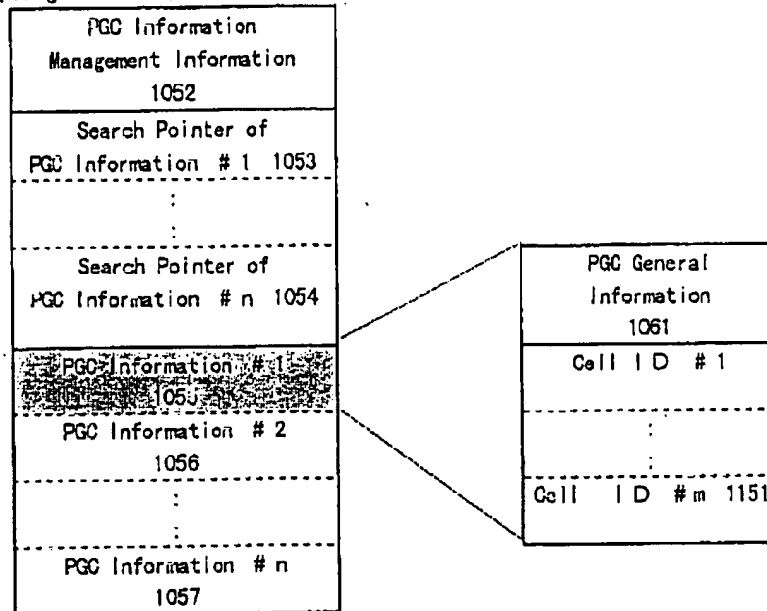 PGC Information
Management Information
1052
Search Pointer of
PGC Information # 1 1053
:
:
Search Pointer of
PGC Information # n 1054
PGC Information # 1
PGC Information # 2
1056
:
:
PGC Information # n
1057
PGC General
Information
1061
Cell ID # 1
:
:
Cell ID # m 1151